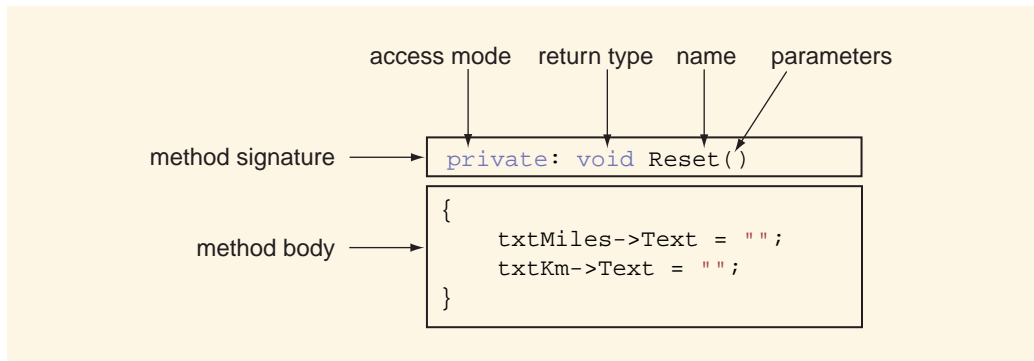 access mode return type name parameters
method signature private: void Reset()
{
method body txtMiles->Text = "";
txtKm->Text = "";
}